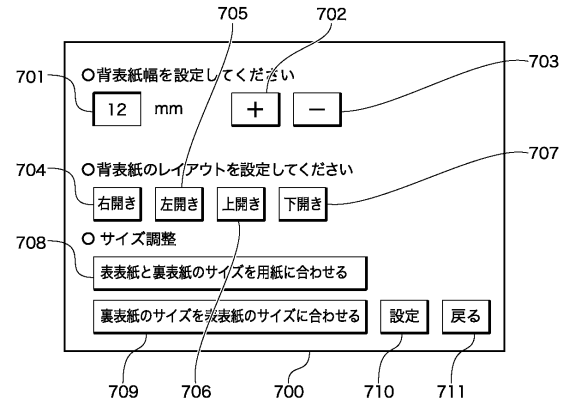 705 702
○背表紙幅を設定してください
701 703
12 mm + −
○背表紙のレイアウトを設定してください
704 707
右開き 左開き 上開き 下開き
○ サイズ調整
708
表表紙と裏表紙のサイズを用紙に合わせる
裏表紙のサイズを表表紙のサイズに合わせる 設定 戻る
709 706 700 710 711